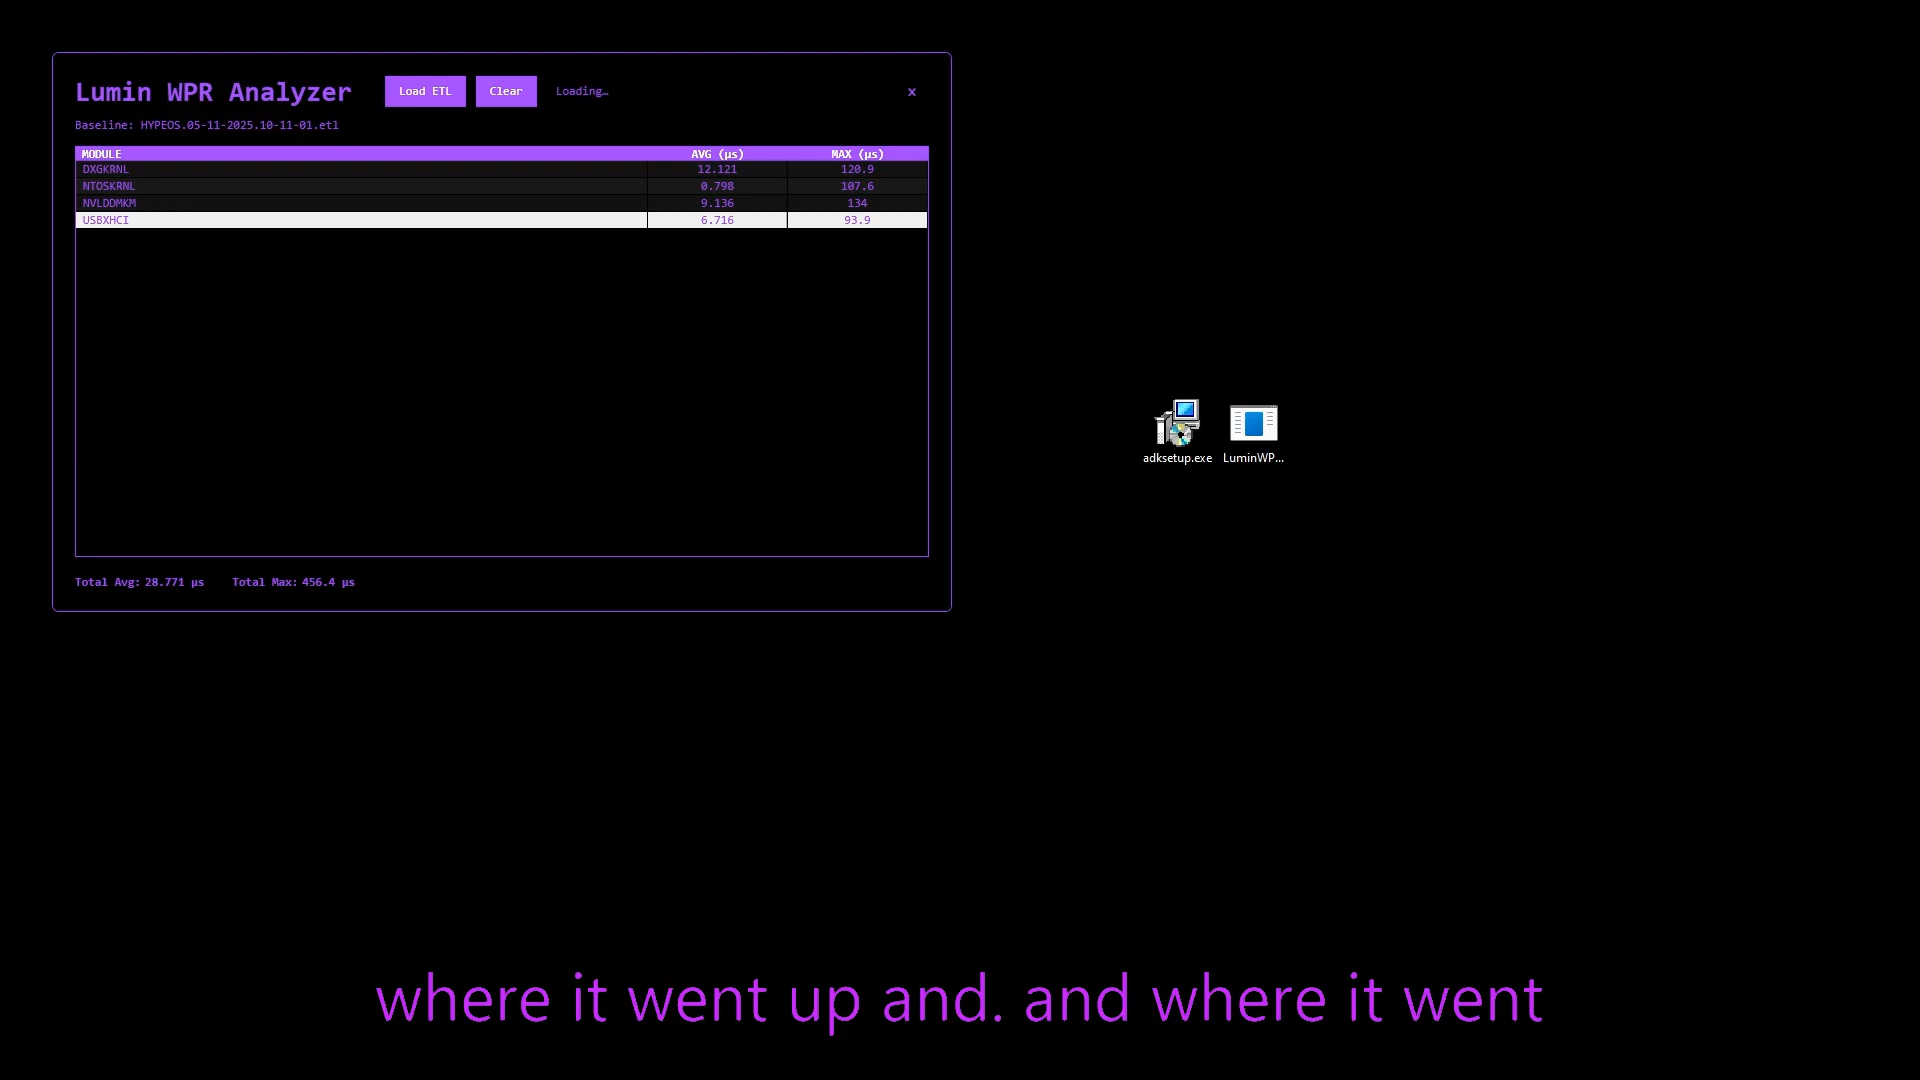 Lumin WPR Analyzer
Load ETL
Clear
Loading…
x
Baseline: HYPEOS.05-11-2025.10-11-01.etl
MODULE AVG (µs) MAX (µs)
DXGKRNL 12.121 120.9
NTOSKRNL 0.798 107.6
NVLDDMKM 9.136 134
USBXHCI 6.716 93.9
Total Avg: 28.771 µs Total Max: 456.4 µs
adksetup.exe
LuminWP...
where it went up and. and where it went